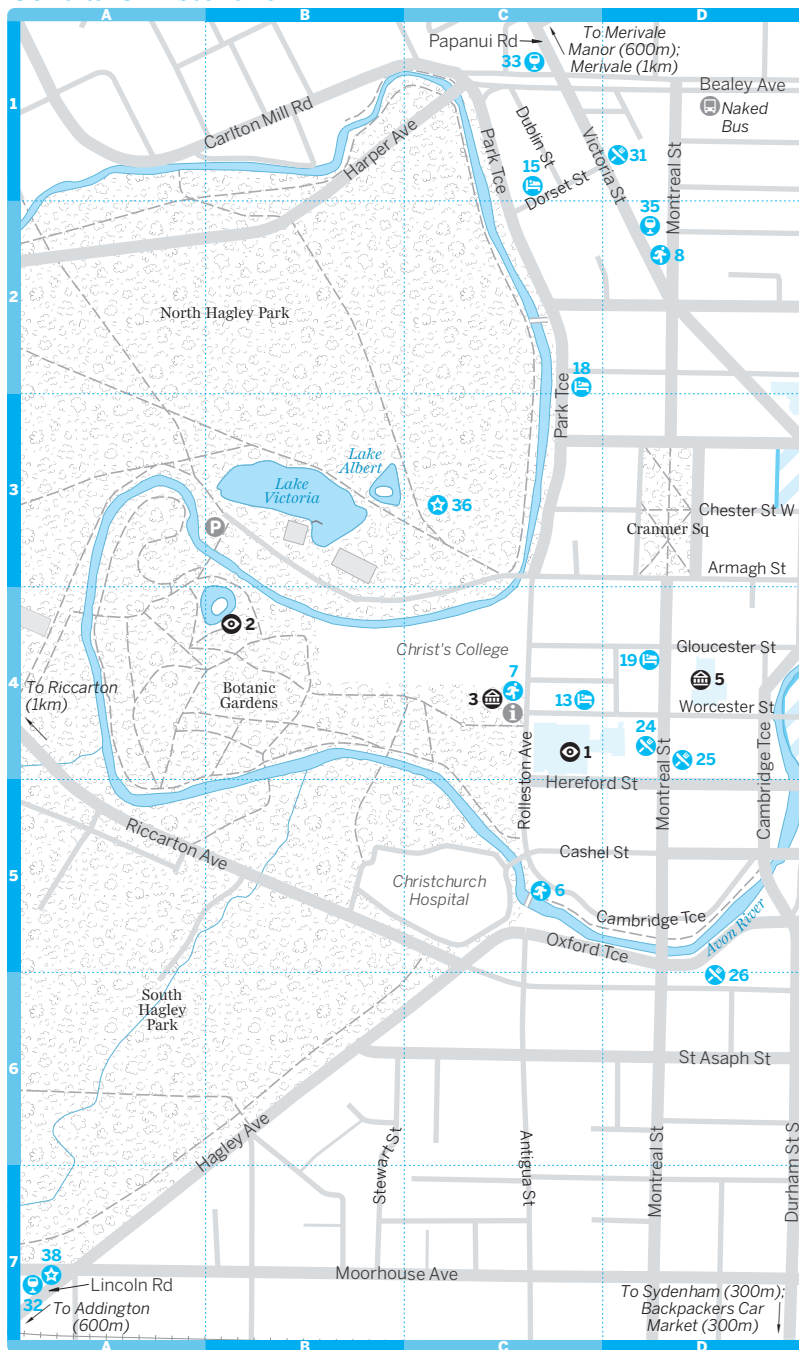 A
B
C
D
Papanui Rd
To Merivale
Manor (600m);
Merivale (1km)
33
Bealey Ave
1
Naked
Bus
Carlton Mill Rd
Harper Ave
Park Tce
Dublin St
Victoria St
31
15
Dorset St
Montreal St
35
8
2
North Hagley Park
18
Park Tce
Lake
Albert
Lake
Victoria
3
36
Chester St W
Cranmer Sq
P
Armagh St
2
Christ's College
Gloucester St
19
5
7
4
To Riccarton
(1km)
Botanic
Gardens
3
13
Worcester St
24
1
25
Rolleston Ave
Montreal St
Cambridge Tce
Hereford St
Riccarton Ave
Cashel St
5
Christchurch
Hospital
6
Cambridge Tce
Avon River
Oxford Tce
26
South
Hagley
Park
St Asaph St
6
Hagley Ave
Stewart St
Antigua St
Montreal St
Durham St S
7
38
Moorhouse Ave
Lincoln Rd
32
To Addington
(600m)
To Sydenham (300m);
Backpackers Car
Market (300m)
A
B
C
D